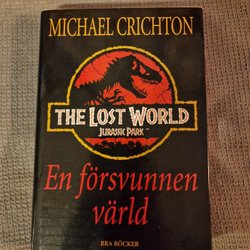 MICHAEL CRICHTON
THE LOST WORLD
JURASSIC PARK
En försvunnen
värld
BRA BÖCKER